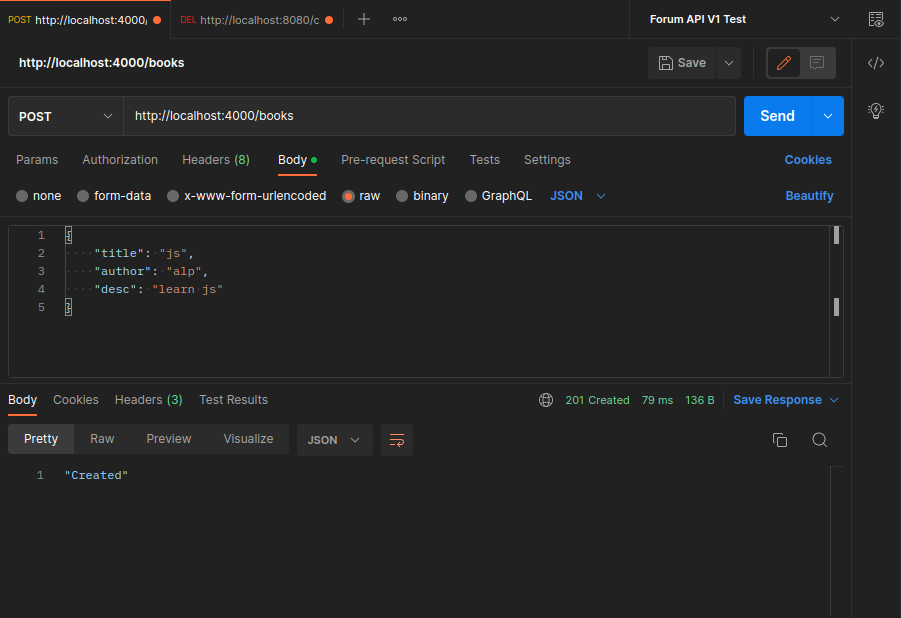 POST http://localhost:4000/ DEL http://localhost:8080/c Forum API V1 Test
http://localhost:4000/books Save
POST http://localhost:4000/books Send
Params Authorization Headers (8) Body Pre-request Script Tests Settings Cookies
none form-data x-www-form-urlencoded raw binary GraphQL JSON Beautify
1 {
2 "title": "js",
3 "author": "alp",
4 "desc": "learn js"
5 }
Body Cookies Headers (3) Test Results 201 Created 79 ms 136 B Save Response
Pretty Raw Preview Visualize JSON
1 "Created"